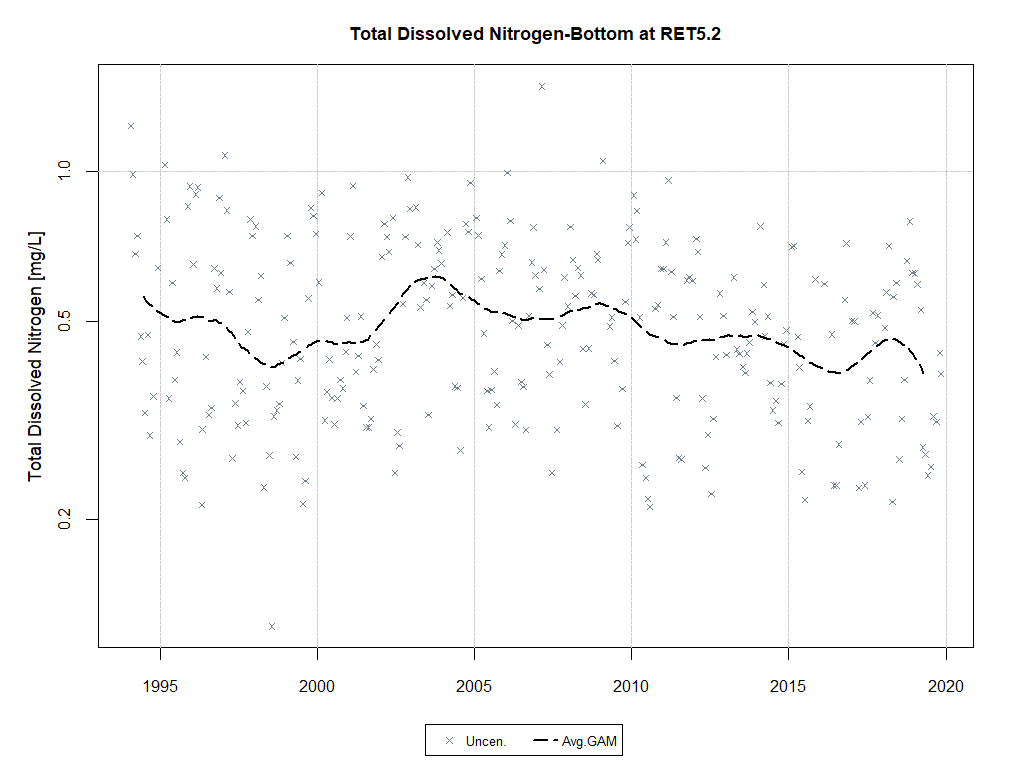 Total Dissolved Nitrogen-Bottom at RET5.2
Total Dissolved Nitrogen [mg/L]
1.0
0.5
0.2
1995 2000 2005 2010 2015 2020
Uncen. Avg.GAM